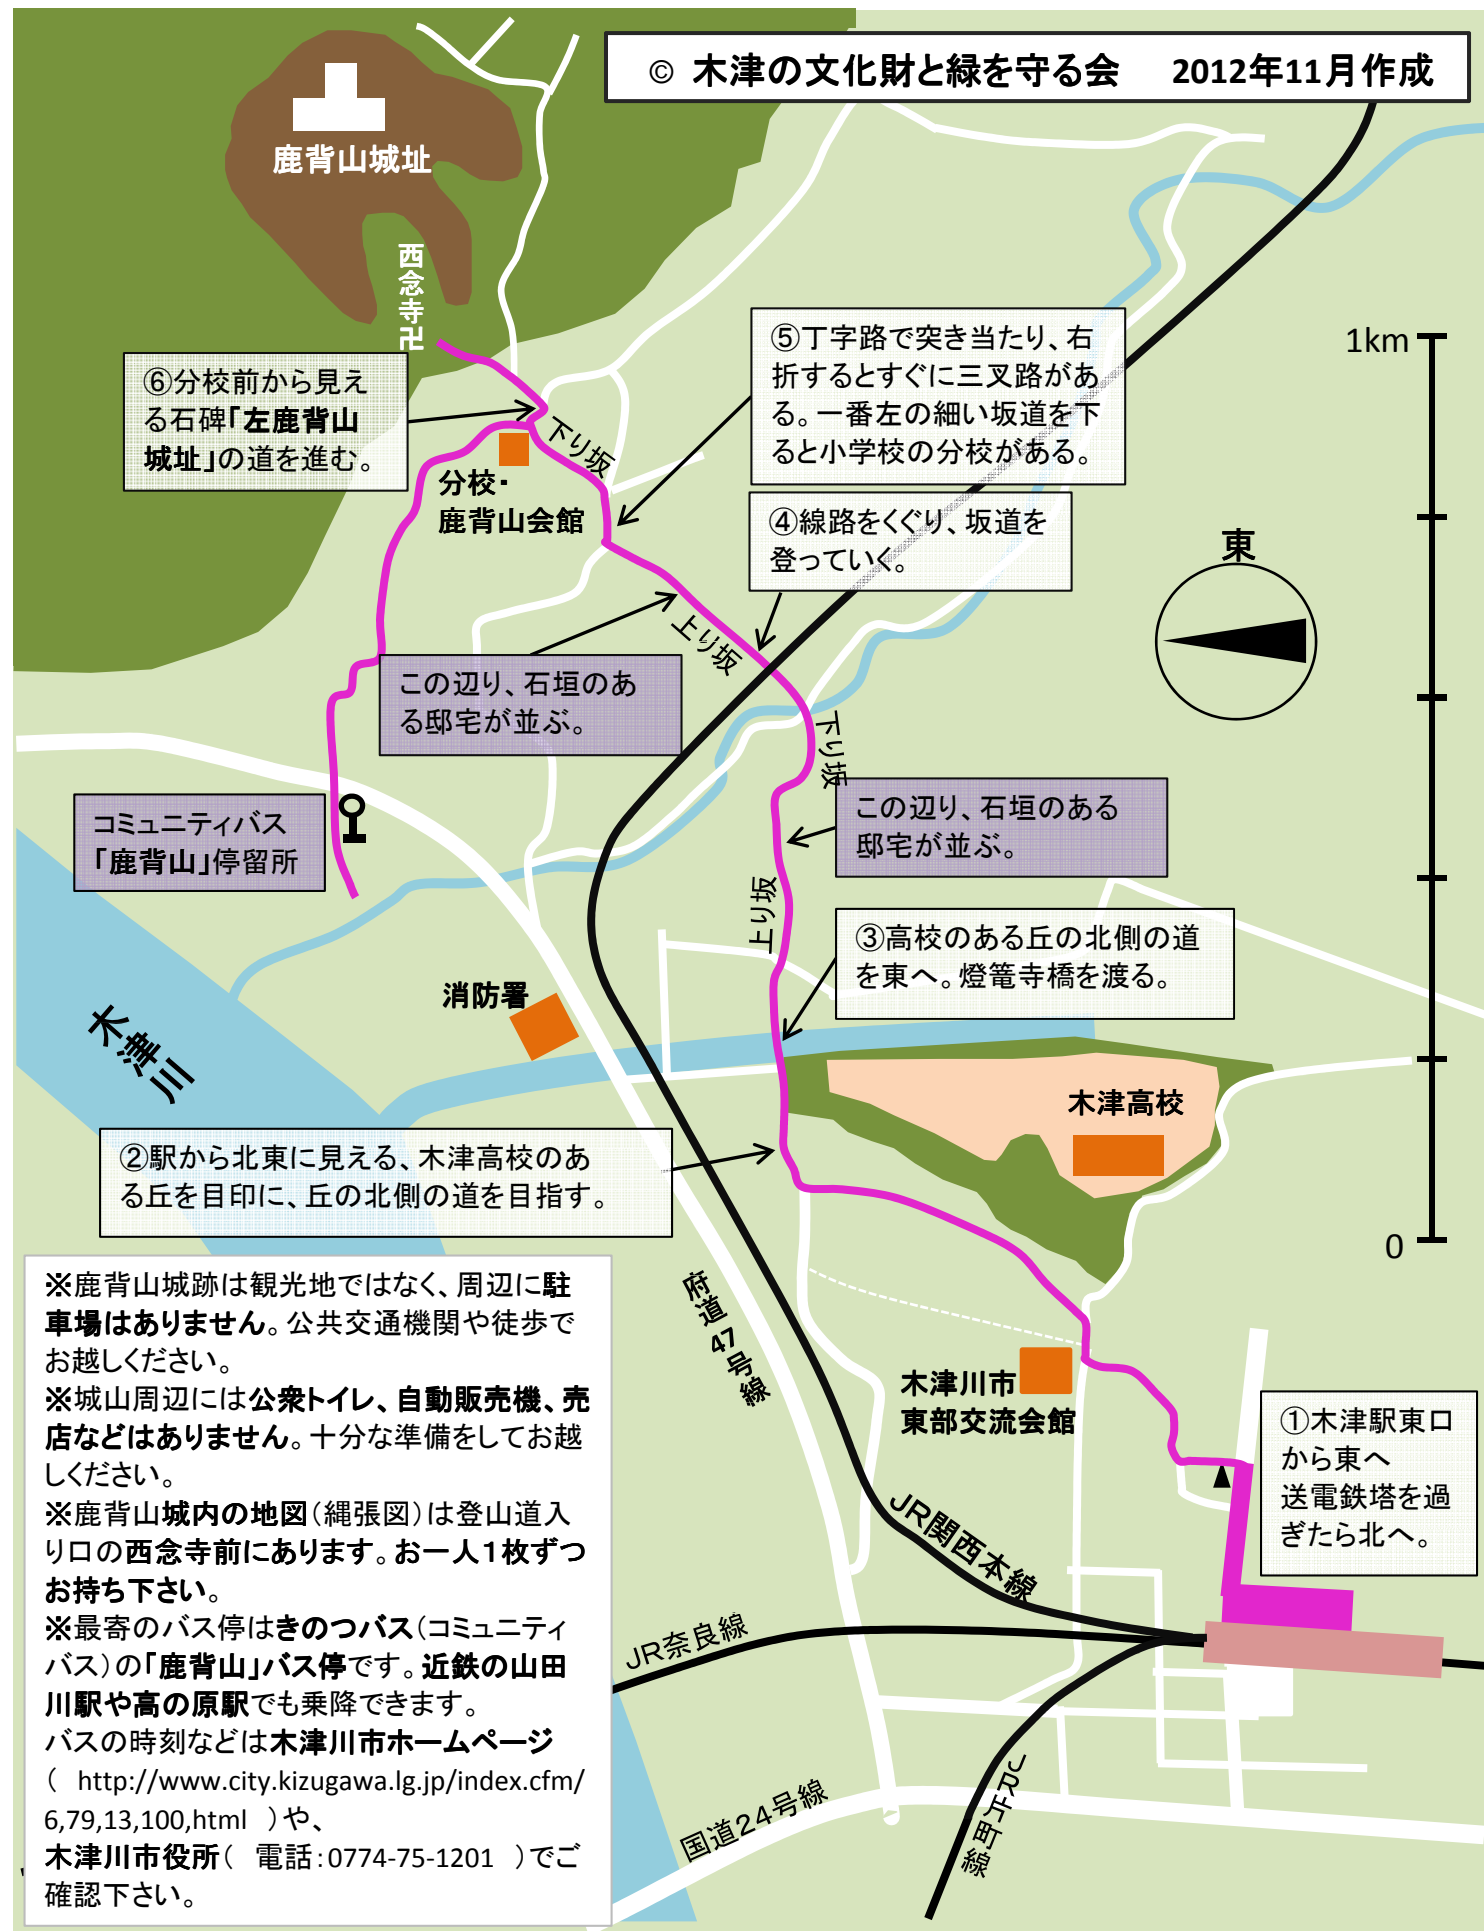 © 木津の文化財と緑を守る会　2012年11月作成
鹿背山城址
西念寺卍
⑤丁字路で突き当たり、右
折するとすぐに三叉路があ
る。一番左の細い坂道を下
ると小学校の分校がある。
1km
⑥分校前から見え
る石碑「左鹿背山
城址」の道を進む。
下り坂
分校・
鹿背山会館
④線路をくぐり、坂道を
登っていく。
東
上り坂
この辺り、石垣のあ
る邸宅が並ぶ。
下り坂
この辺り、石垣のある
邸宅が並ぶ。
コミュニティバス
「鹿背山」停留所
上り坂
③高校のある丘の北側の道
を東へ。燈篭寺橋を渡る。
消防署
木津川
木津高校
②駅から北東に見える、木津高校のあ
る丘を目印に、丘の北側の道を目指す。
0
府道47号線
木津川市
東部交流会館
①木津駅東口
から東へ
送電鉄塔を過
ぎたら北へ。
JR関西本線
JR奈良線
JR片町線
国道24号線
※鹿背山城跡は観光地ではなく、周辺に駐
車場はありません。公共交通機関や徒歩で
お越しください。
※城山周辺には公衆トイレ、自動販売機、売
店などはありません。十分な準備をしてお越
しください。
※鹿背山城内の地図（縄張図）は登山道入
り口の西念寺前にあります。お一人１枚ずつ
お持ち下さい。
※最寄のバス停はきのつバス（コミュニティ
バス）の「鹿背山」バス停です。近鉄の山田
川駅や高の原駅でも乗降できます。
バスの時刻などは木津川市ホームページ
（ http://www.city.kizugawa.lg.jp/index.cfm/
6,79,13,100,html ）や、
木津川市役所（ 電話：0774-75-1201 ）でご
確認下さい。